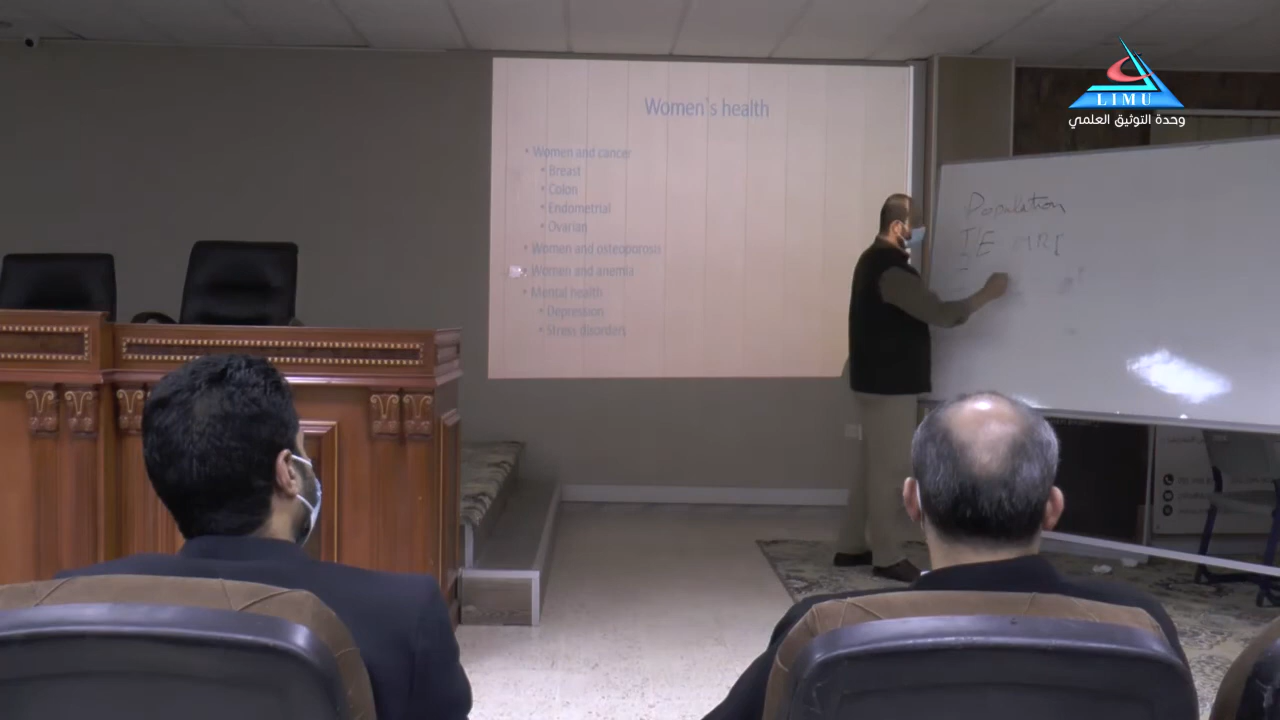 LIMU
وحدة التوثيق العلمي
Women`s health
• Women and cancer
• Breast
• Colon
• Endometrial
• Ovarian
• Women and osteoporosis
• Women and anemia
• Mental health
• Depression
• Stress disorders
Population